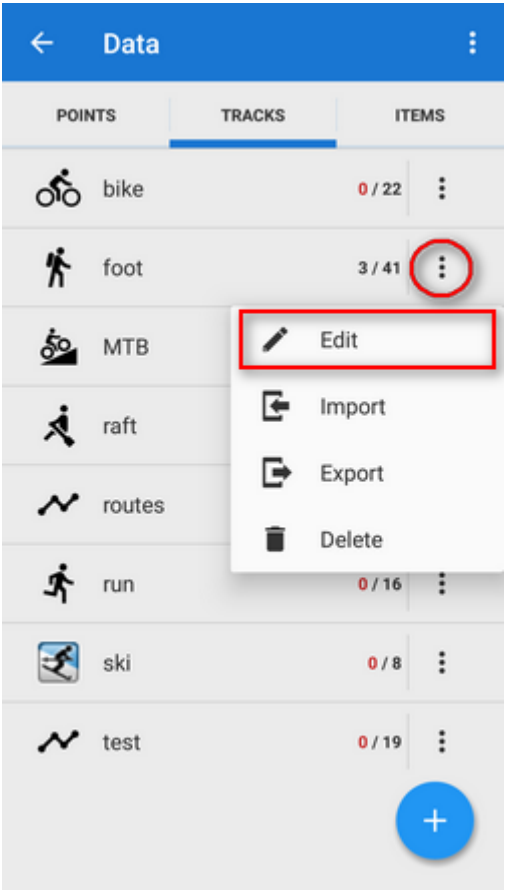 Data
POINTS TRACKS ITEMS
bike 0 / 22
foot 3 / 41
MTB
Edit
Import
raft
Export
routes
Delete
run 0 / 16
ski 0 / 8
test 0 / 19